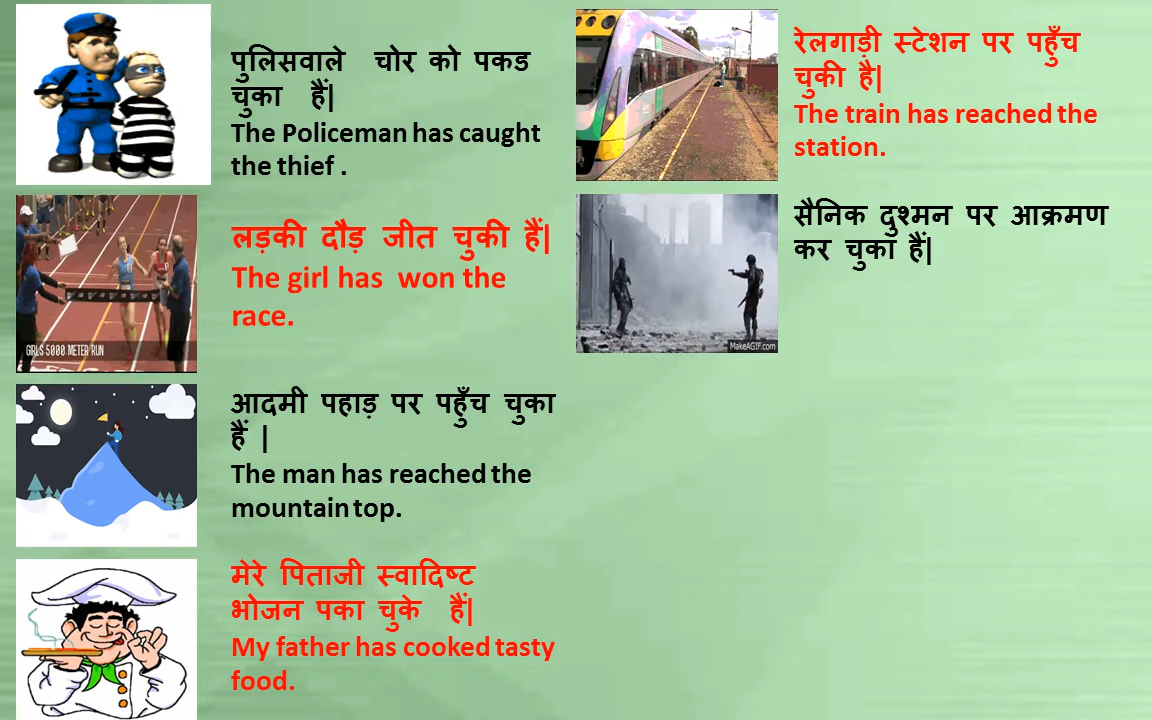 पुलिसवाले चोर को पकड
चुका हैं|
The Policeman has caught
the thief .
लड़की दौड़ जीत चुकी हैं|
The girl has won the
race.
GIRLS 5000 METER RUN
आदमी पहाड़ पर पहुँच चुका
हैं |
The man has reached the
mountain top.
मेरे पिताजी स्वादिष्ट
भोजन पका चुके हैं|
My father has cooked tasty
food.
रेलगाड़ी स्टेशन पर पहुँच
चुकी है|
The train has reached the
station.
सैनिक दुश्मन पर आक्रमण
कर चुका हैं|
MakeAGIF.com